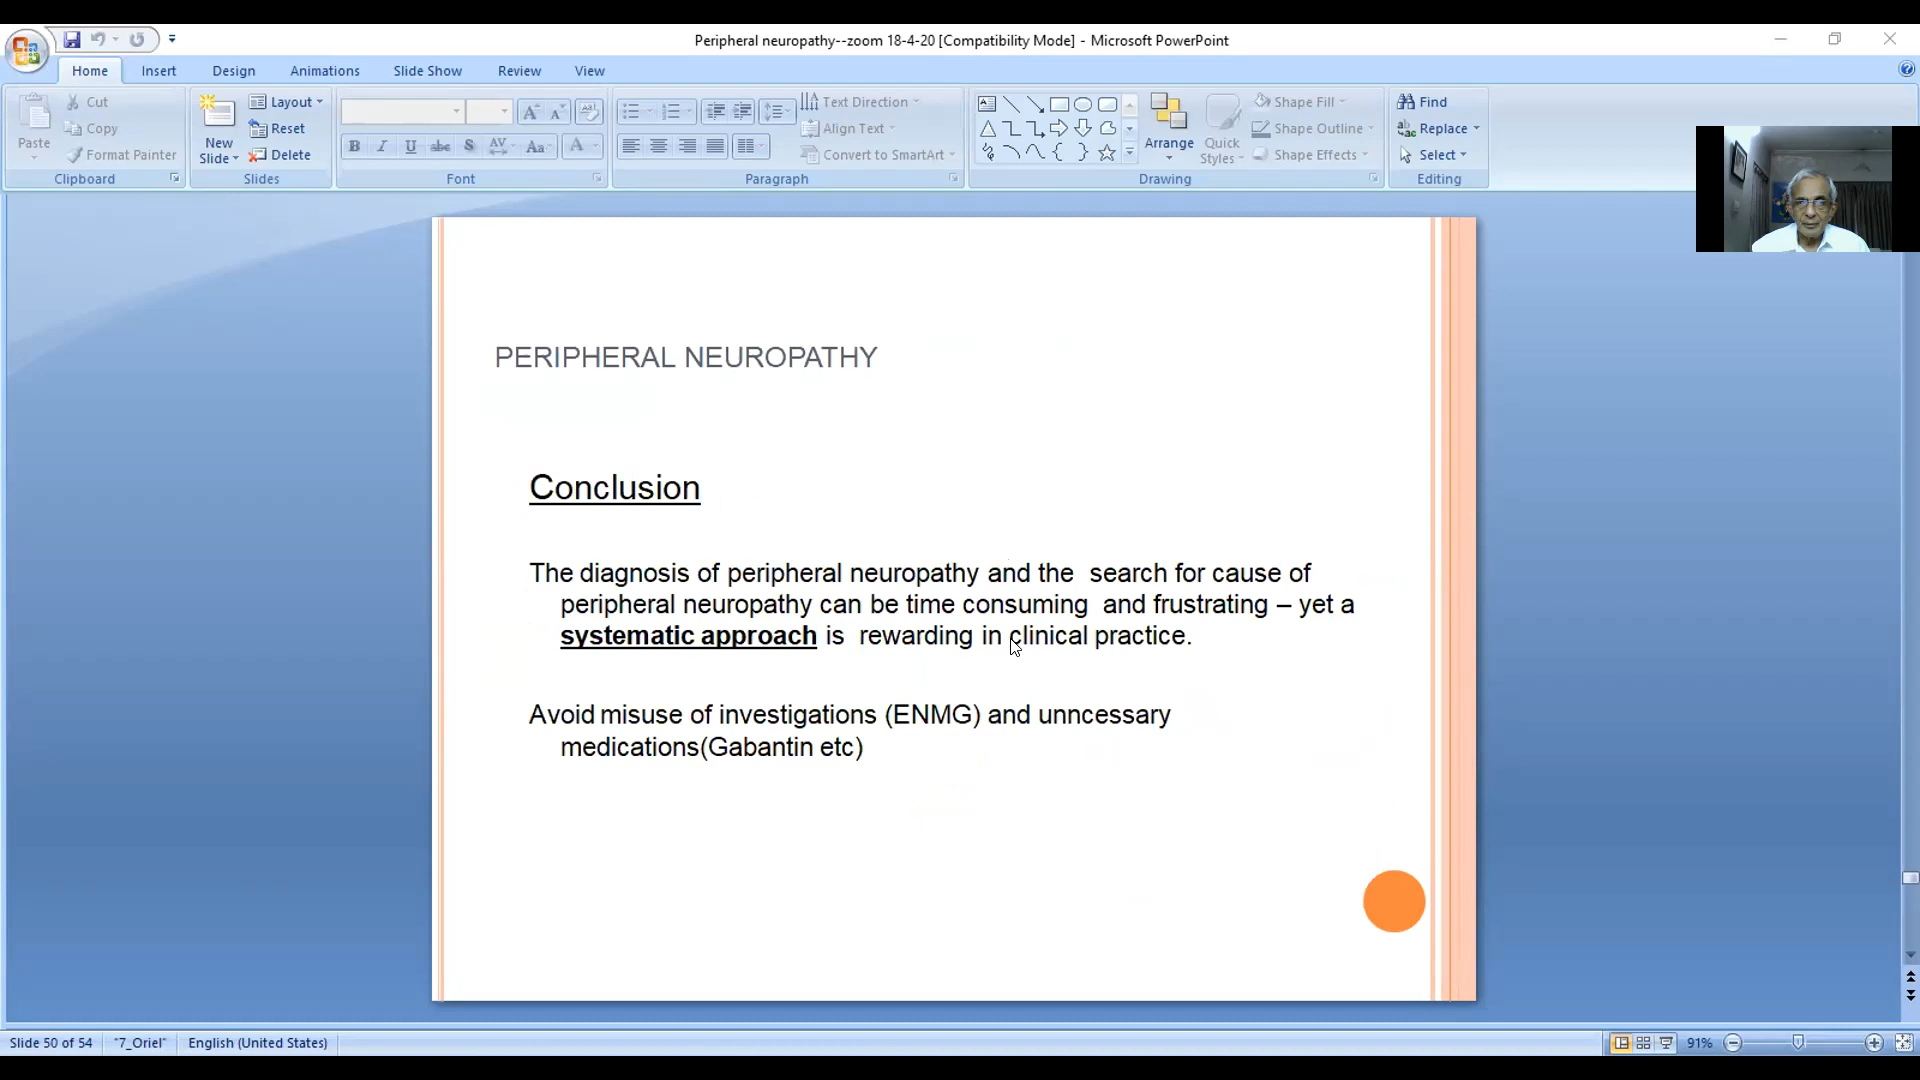 Peripheral neuropathy--zoom 18-4-20 [Compatibility Mode] - Microsoft PowerPoint
Home Insert Design Animations Slide Show Review View
Paste
Cut
Copy
Format Painter
Clipboard
New
Slide
Layout
Reset
Delete
Slides
B I U abc S AV Aa A
Font
Text Direction
Align Text
Convert to SmartArt
Paragraph
Arrange
Quick
Styles
Shape Fill
Shape Outline
Shape Effects
Drawing
Find
Replace
Select
Editing
PERIPHERAL NEUROPATHY
Conclusion
The diagnosis of peripheral neuropathy and the search for cause of
peripheral neuropathy can be time consuming and frustrating – yet a
systematic approach is rewarding in clinical practice.
Avoid misuse of investigations (ENMG) and unncessary
medications(Gabantin etc)
Slide 50 of 54 "7_Oriel" English (United States) 91%